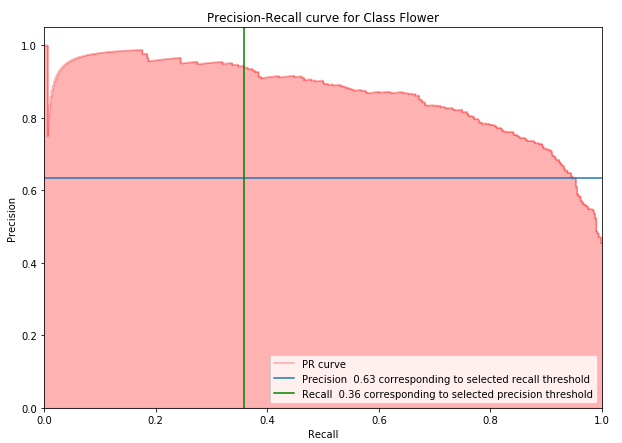 Precision-Recall curve for Class Flower
1.0
0.8
0.6
0.4
0.2
0.0
Precision
PR curve
Precision  0.63 corresponding to selected recall threshold
Recall  0.36 corresponding to selected precision threshold
0.0 0.2 0.4 0.6 0.8 1.0
Recall